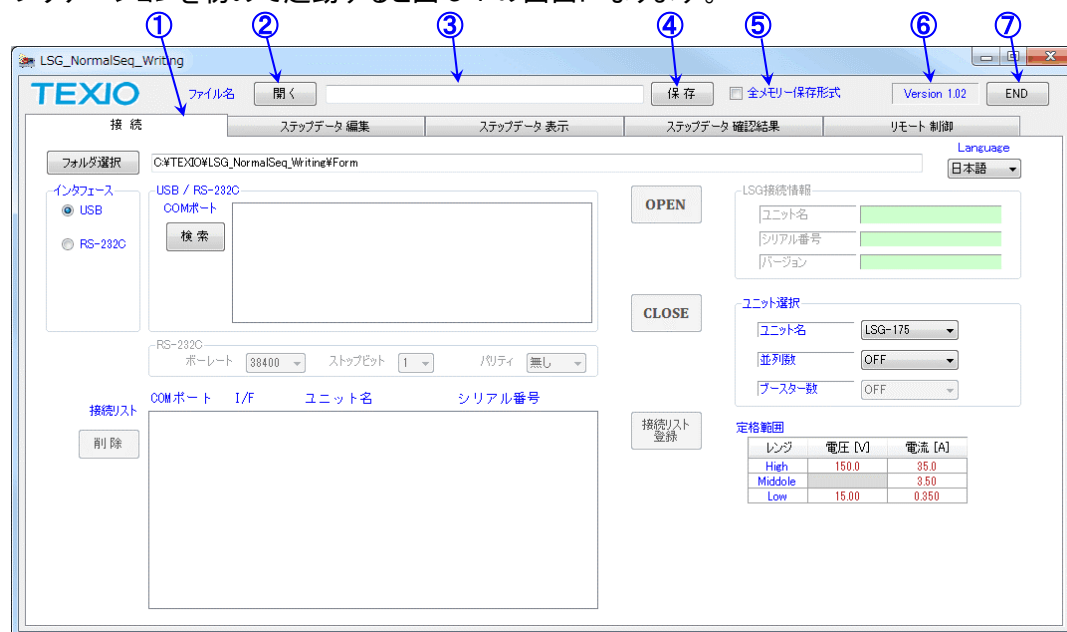 ① ② ③ ④ ⑤ ⑥ ⑦
LSG_NormalSeq_Writing
TEXIO ファイル名 開く 保存 全メモリー保存形式 Version 1.02 END
接 続 ステップデータ 編集 ステップデータ 表示 ステップデータ 確認結果 リモート 制御
Language
フォルダ選択 C:¥TEXIO¥LSG_NormalSeq_Writing¥Form 日本語
インタフェース USB / RS-232C LSG接続情報
USB COMポート OPEN ユニット名
RS-232C 検 索 シリアル番号
バージョン
CLOSE ユニット選択
ユニット名 LSG-175
RS-232C
ボーレート 38400 ストップビット 1 パリティ 無し 並列数 OFF
ブースター数 OFF
COMポート I/F ユニット名 シリアル番号
接続リスト 接続リスト登録 定格範囲
削 除 レンジ 電圧 [V] 電流 [A]
High 150.0 35.0
Middole 3.50
Low 15.00 0.350